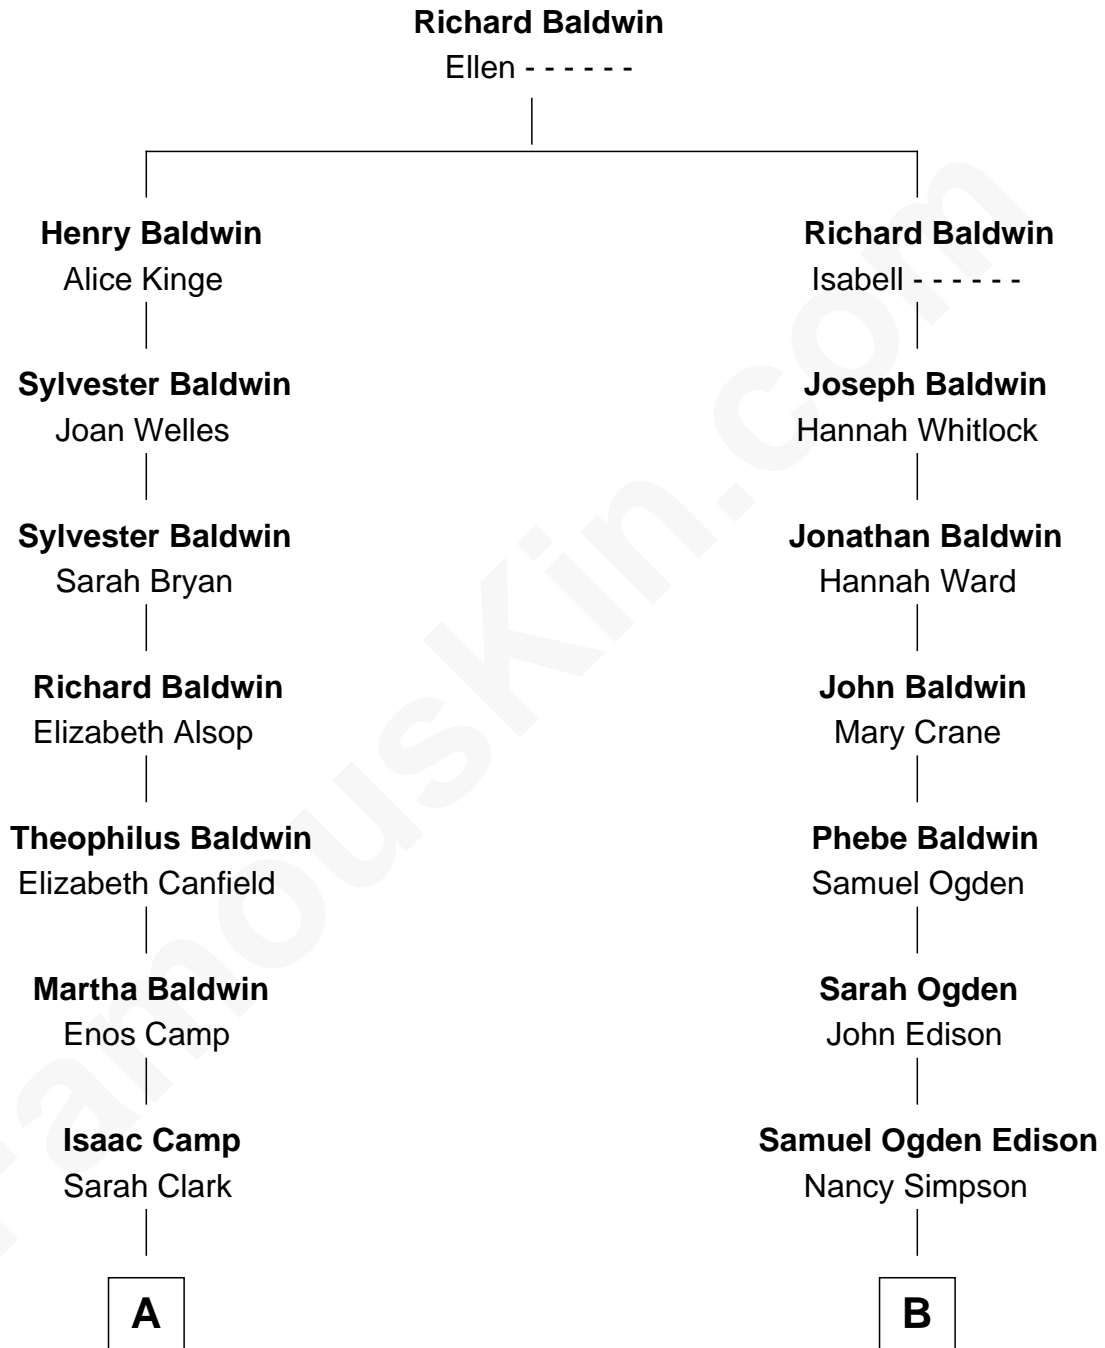 Richard Baldwin
Ellen - - - - - -
Henry Baldwin
Alice Kinge
Richard Baldwin
Isabell - - - - - -
Sylvester Baldwin
Joan Welles
Joseph Baldwin
Hannah Whitlock
Sylvester Baldwin
Sarah Bryan
Jonathan Baldwin
Hannah Ward
Richard Baldwin
Elizabeth Alsop
John Baldwin
Mary Crane
Theophilus Baldwin
Elizabeth Canfield
Phebe Baldwin
Samuel Ogden
Martha Baldwin
Enos Camp
Sarah Ogden
John Edison
Isaac Camp
Sarah Clark
Samuel Ogden Edison
Nancy Simpson
A
B
FamousKin.com